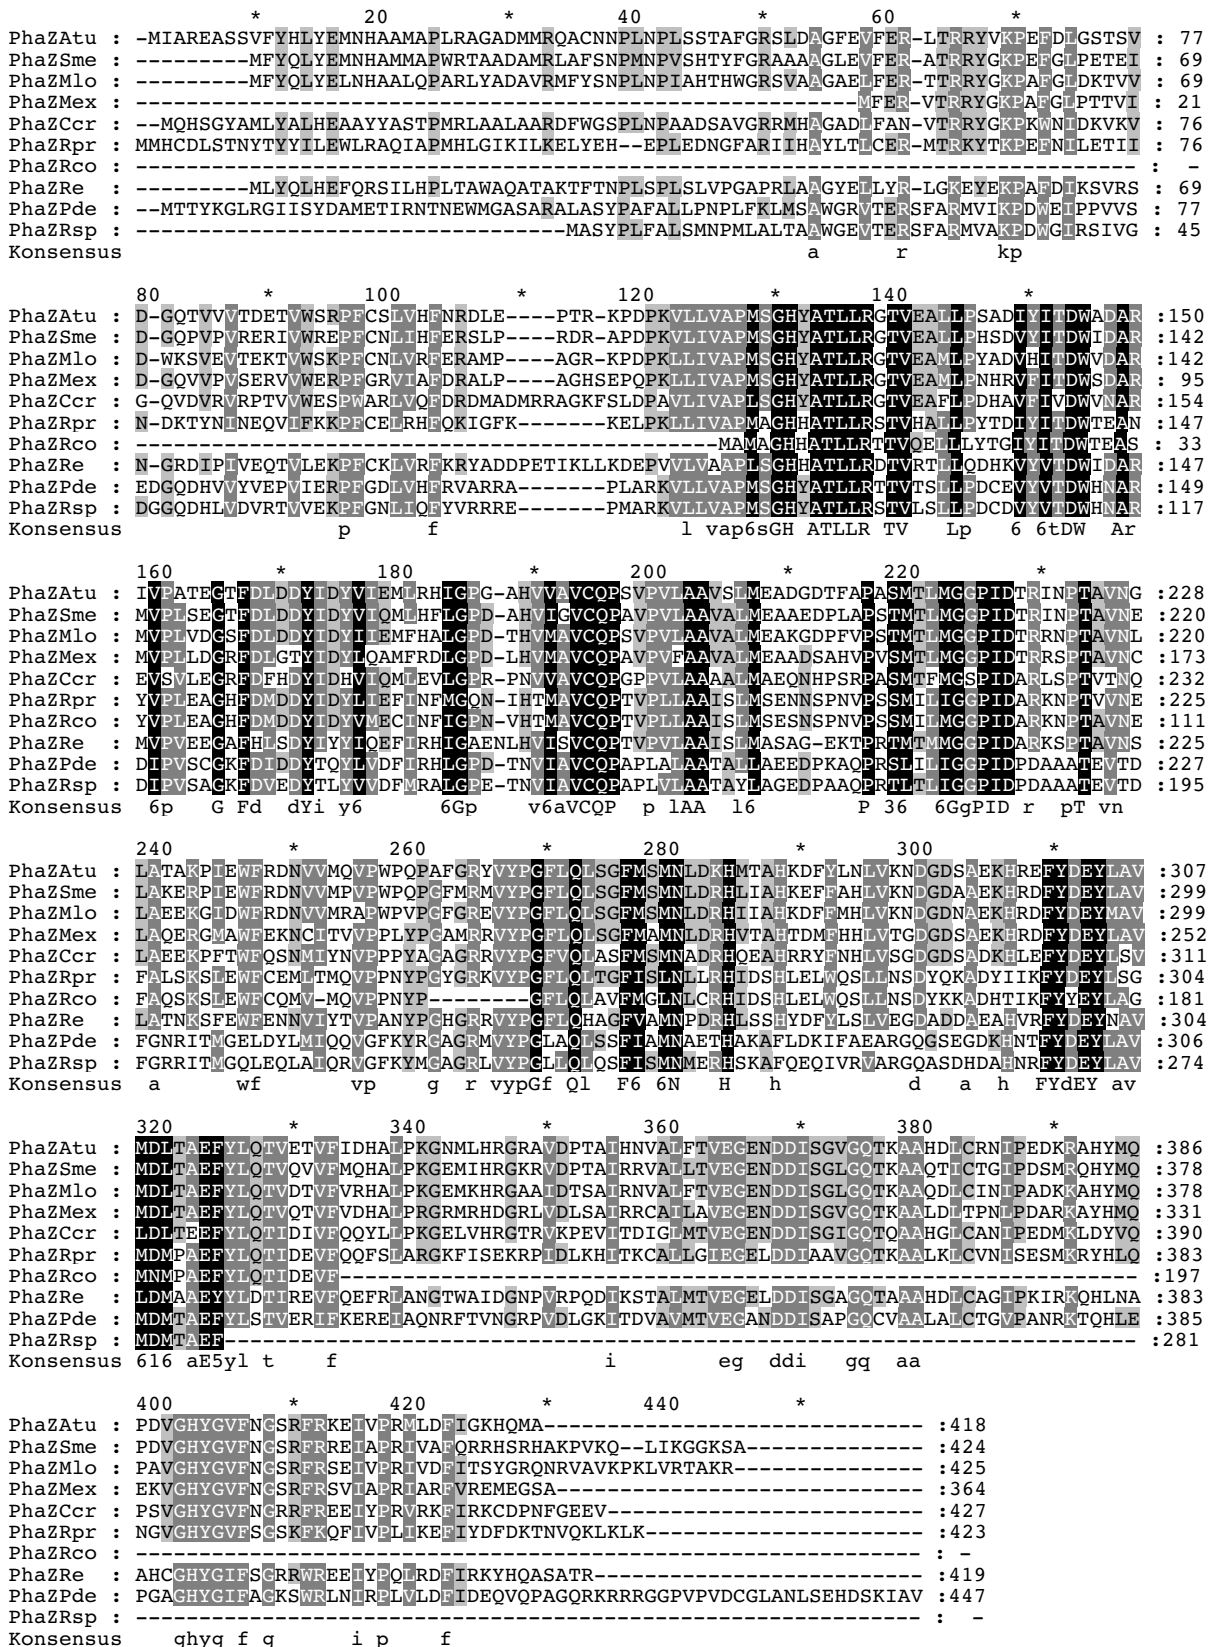 * 20 * 40 * 60 *
PhaZAtu : -MIAREASSVFYHLYEMNHAAMAPLRAGADMMRQACNNPLNPLSSTAFGRSLDAGFEVFER-LTRRYVKPEFDLGSTSV : 77
PhaZSme : ---------MFYQLYEMNHAMMAPWRTAADAMRLAFSNPMNPVSHTYFGRAAAAGLEVFER-ATRRYGKPEFGLPETEI : 69
PhaZMlo : ---------MFYQLYELNHAALQPARLYADAVRMFYSNPLNPIAHTHWGRSVAAGAELFER-TTRRYGKPAFGLDKTVV : 69
PhaZMex : ---------------------------------------------------------MFER-VTRRYGKPAFGLPTTVI : 21
PhaZCcr : --MQHSGYAMLYALHEAAYYASTPMRLAALAARDFWGSPLNPAADSAVGRRMHAGADLFAN-VTRRYGKPKWNIDKVKV : 76
PhaZRpr : MMHCDLSTNYTYYILEWLRAQIAPMHLGIKILKELYEH--EPLEDNGFARIIHAYLTLCER-MTRKYTKPEFNILETII : 76
PhaZRco : ------------------------------------------------------------------------------- : -
PhaZRe : ---------MLYQLHEFQRSILHPLTAWAQATAKTFTNPLSPLSLVPGAPRLAAGYELLYR-LGKEYEKPAFDIKSVRS : 69
PhaZPde : --MTTYKGLRGIISYDAMETIRNTNEWMGASARALASYPAFALLPNPLFKLMSAWGRVTERSFARMVIKPDWEIPPVVS : 77
PhaZRsp : ----------------------------------MASYPLFALSMNPMLALTAAWGEVTERSFARMVAKPDWGIRSIVG : 45
Konsensus a r kp
80 * 100 * 120 * 140 *
PhaZAtu : D-GQTVVVTDETVWSRPFCSLVHFNRDLE----PTR-KPDPKVLLVAPMSGHYATLLRGTVEALLPSADIYITDWADAR :150
PhaZSme : D-GQPVPVRERIVWREPFCNLIHFERSLP----RDR-APDPKLLIVAPMSGHYATLLRGTVEALLPHSDVYITDWIDAR :142
PhaZMlo : D-WKSVEVTEKTVWSKPFCNLVRFERAMP----AGR-KPDPKLLIVAPMSGHYATLLRGTVEAMLPYADVHITDWVDAR :142
PhaZMex : D-GQVVPVSERVVWERPFGRVIAFDRALP----AGHSEPQPKLLIVAPMSGHYATLLRGTVEAMLPNHRVFITDWSDAR : 95
PhaZCcr : G-QVDVRVRPTVVWESPWARLVQFDRDMADMRRAGKFSLDPAVLIVAPLSGHYATLLRGTVEAFLPDHAVFIVDWVNAR :154
PhaZRpr : N-DKTYNINEQVIFKKPFCELRHFQKIGFK------KELPKLLIVAPMAGHHATLLRSTVHALLPYTDIYITDWTEAN :147
PhaZRco : ----------------------------------------------MAMAGHHATLLRTTVQELLLYTGIYITDWTEAS : 33
PhaZRe : N-GRDIPIVEQTVLEKPFCKLVRFKRYADDPETIKLLKDEPVVLVAAPLSGHHATLLRDTVRTLLQDHKVYVTDWIDAR :147
PhaZPde : EDGQDHVVYVEPVIERPFGDLVHFRVARRA-------PLARKVLLVAPMSGHYATLLRTTVTSLLPDCEVYVTDWHNAR :149
PhaZRsp : DGGQDHLVDVRTVVEKPFGNLIQFYVRRRE-------PMARKVLLVAPMSGHYATLLRSTVLSLLPDCDVYVTDWHNAR :117
Konsensus p f l vap6sGH ATLLR TV Lp 6 6tDW Ar
160 * 180 * 200 * 220 *
PhaZAtu : IVPATEGTFDLDDYIDYVIEMLRHIGPG-AHVVAVCQPSVPVLAAVSLMEADGDTFAPASMTLMGGPIDTRINPTAVNG :228
PhaZSme : MVPLSEGTFDLDDYIDYVIQMLHFLGPD-AHVIGVCQPAVPVLAAVALMEAAEDPLAPSTMTLMGGPIDTRINPTAVNE :220
PhaZMlo : MVPLVDGSFDLDDYIDYIIEMFHALGPD-THVMAVCQPSVPVLAAVALMEAKGDPFVPSTMTLMGGPIDTRRNPTAVNL :220
PhaZMex : MVPLLDGRFDLGTYIDYLQAMFRDLGPD-LHVMAVCQPAVPVFAAVALMEAADSAHVPVSMTLMGGPIDTRRSPTAVNC :173
PhaZCcr : EVSVLEGRFDFHDYIDHVIQMLEVLGPR-PNVVAVCQPGPPVLAAAALMAEQNHPSRPASMTFMGSPIDARLSPTVTNQ :232
PhaZRpr : YVPLEAGHFDMDDYIDYLIEFINFMGQN-IHTMAVCQPTVPLLAAISLMSENNSPNVPSSMILIGGPIDARKNPTVVNE :225
PhaZRco : YVPLEAGHFDMDDYIDYVMECINFIGPN-VHTMAVCQPTVPLLAAISLMSESNSPNVPSSMILIGGPIDARKNPTAVNE :111
PhaZRe : MVPVEEGAFHLSDYIYYIQEFIRHIGAENLHVISVCQPTVPVLAAISLMASAG-EKTPRTMTMMGGPIDARKSPTAVNS :225
PhaZPde : DIPVSCGKFDIDDYTQYLVDFIRHLGPD-TNVIAVCQPAPLALAATALLAEEDPKAQPRSLILIGGPIDPDAAATEVTD :227
PhaZRsp : DIPVSAGKFDVEDYTLYVVDFMRALGPE-TNVIAVCQPAPLVLAATAYLAGEDPAAQPRTLTLIGGPIDPDAAATEVTD :195
Konsensus 6p G Fd dYi y6 6Gp v6aVCQP p lAA l6 P 36 6GgPID r pT vn
240 * 260 * 280 * 300 *
PhaZAtu : LATAKPIEWFRDNVVMQVPWPQPAFGRYVYPGFLQLSGFMSMNLDKHMTAHKDFYLNLVKNDGDSAEKHREFYDEYLAV :307
PhaZSme : LAKERPIEWFRDNVVMPVPWPQPGFMRMVYPGFLQLSGFMSMNLDRHLIAHKEFFAHLVKNDGDAAEKHRDFYDEYLAV :299
PhaZMlo : LAEEKGIDWFRDNVVMRAPWPVPGFGREVYPGFLQLSGFMSMNLDRHIIAHKDFFMHLVKNDGDNAEKHRDFYDEYMAV :299
PhaZMex : LAQERGMAWFEKNCITVVPPLYPGAMRRVYPGFLQLSGFMAMNLDRHVTAHTDMFHHLVTGDGDSAEKHRDFYDEYLAV :252
PhaZCcr : LAEEKPFTWFQSNMIYNVPPPYAGAGRRVYPGFVQLASFMSMNADRHQEAHRRYFNHLVSGDGDSADKHLEFYDEYLSV :311
PhaZRpr : FALSKSLEWFCEMLTMQVPPNYPGYGRKVYPGFLQLTGFISLNLLRHIDSHLELWQSLLNSDYQKADYIIKFYDEYLSG :304
PhaZRco : FAQSKSLEWFCQMV-MQVPPNYP--------GFLQLAVFMGLNLCRHIDSHLELWQSLLNSDYKKADHTIKFYYEYLAG :181
PhaZRe : LATNKSFEWFENNVIYTVPANYPGHGRRVYPGFLQHAGFVAMNPDRHLSSHYDFYLSLVEGDADDAEAHVRFYDEYNAV :304
PhaZPde : FGNRITMGELDYLMIQQVGFKYRGAGRMVYPGLAQLSSFIAMNAETHAKAFLDKIFAEARGQGSEGDKHNTFYDEYLAV :306
PhaZRsp : FGRRITMGQLEQLAIQRVGFKYMGAGRLVYPGLLQLQSFISMNMERHSKAFQEQIVRVARGQASDHDAHNRFYDEYLAV :274
Konsensus a wf vp g r vypGf Ql F6 6N H h d a h FYdEY av
320 * 340 * 360 * 380 *
PhaZAtu : MDLTAEFYLQTVETVFIDHALPKGNMLHRGRAVDPTAIHNVALFTVEGENDDISGVGQTKAAHDLCRNIPEDKRAHYMQ :386
PhaZSme : MDLTAEFYLQTVQVVFMQHALPKGEMIHRGKRVDPTAIRRVALLTVEGENDDISGVGQTKAAQTICTGIPDSMRQHYMQ :378
PhaZMlo : MDLTAEFYLQTVDTVFVRHALPKGEMKHRGAAIDTSAIRNVALFTVEGENDDISGLGQTKAAQDLCINIPADKKAHYMQ :378
PhaZMex : MDLTAEFYLQTVQTVFVDHALPRGRMRHDGRLVDLSAIRRCAILAVEGENDDISGVGQTKAALDLTPNLPDARKAYHMQ :331
PhaZCcr : LDLTEEFYLQTIDIVFQQYLLPKGELVHRGTRVKPEVITDIGLMTVEGENDDISGIGQTQAAHGLCANIPEDMKLDYVQ :390
PhaZRpr : MDMPAEFYLQTIDEVFQQFSLARGKFISEKRPIDLKHITKCALLGIEGELDDIAAVGQTKAALKLCVNISESMKRYHLQ :383
PhaZRco : MNMPAEFYLQTIDEVF--------------------------------------------------------------- :197
PhaZRe : LDMAAEYYLDTIREVFQEFRLANGTWAIDGNPVRPQDIKSTALMTVEGELDDISGAGQTAAAHDLCAGIPKIRKQHLNA :383
PhaZPde : MDMTAEFYLSTVERIFKEREIAQNRFTVNGRPVDLGKITDVAVMTVEGANDDISAPGQCVAALALCTGVPANRKTQHLE :385
PhaZRsp : MDMTAEF------------------------------------------------------------------------ :281
Konsensus 616 aE5yl t f i eg ddi gq aa
400 * 420 * 440 *
PhaZAtu : PDVGHYGVFNGSRFRKEIVPRMLDFIGKHQMA-------------------------------------- :418
PhaZSme : PDVGHYGVFNGSRFRREIAPRIVAFQRRHSRHAKPVKQ--LIKGGKSA---------------------- :424
PhaZMlo : PAVGHYGVFNGSRFRSEIVPRIVDFITSYGRQNRVAVKPKLVRTAKR----------------------- :425
PhaZMex : EKVGHYGVFNGSRFRSVIAPRIARFVREMEGSA------------------------------------- :364
PhaZCcr : PSVGHYGVFNGRRFREEIYPRVRKFIRKCDPNFGEEV--------------------------------- :427
PhaZRpr : NGVGHYGVFSGSKFKQFIVPLIKEFIYDFDKTNVQKLKLK------------------------------ :423
PhaZRco : ---------------------------------------------------------------------- : -
PhaZRe : AHCGHYGIFSGRRWREEIYPQLRDFIRKYHQASATR---------------------------------- :419
PhaZPde : PGAGHYGIFAGKSWRLNIRPLVLDFIDEQVQPAGQRKRRRGGPVPVDCGLANLSEHDSKIAV :447
PhaZRsp : ---------------------------------------------------------------------- : -
Konsensus ghyg f g i p f